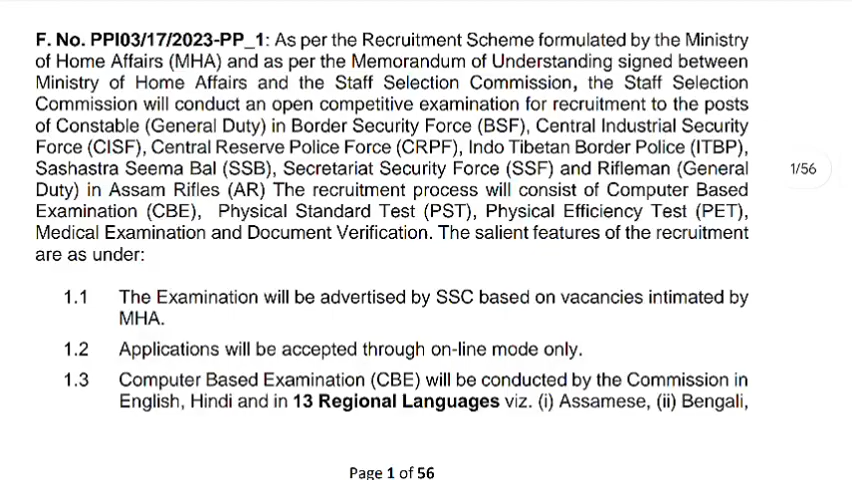 F. No. PPI03/17/2023-PP_1: As per the Recruitment Scheme formulated by the Ministry
of Home Affairs (MHA) and as per the Memorandum of Understanding signed between
Ministry of Home Affairs and the Staff Selection Commission, the Staff Selection
Commission will conduct an open competitive examination for recruitment to the posts
of Constable (General Duty) in Border Security Force (BSF), Central Industrial Security
Force (CISF), Central Reserve Police Force (CRPF), Indo Tibetan Border Police (ITBP),
Sashastra Seema Bal (SSB), Secretariat Security Force (SSF) and Rifleman (General
Duty) in Assam Rifles (AR) The recruitment process will consist of Computer Based
Examination (CBE), Physical Standard Test (PST), Physical Efficiency Test (PET),
Medical Examination and Document Verification. The salient features of the recruitment
are as under:
1.1 The Examination will be advertised by SSC based on vacancies intimated by
MHA.
1.2 Applications will be accepted through on-line mode only.
1.3 Computer Based Examination (CBE) will be conducted by the Commission in
English, Hindi and in 13 Regional Languages viz. (i) Assamese, (ii) Bengali,
Page 1 of 56
1/56